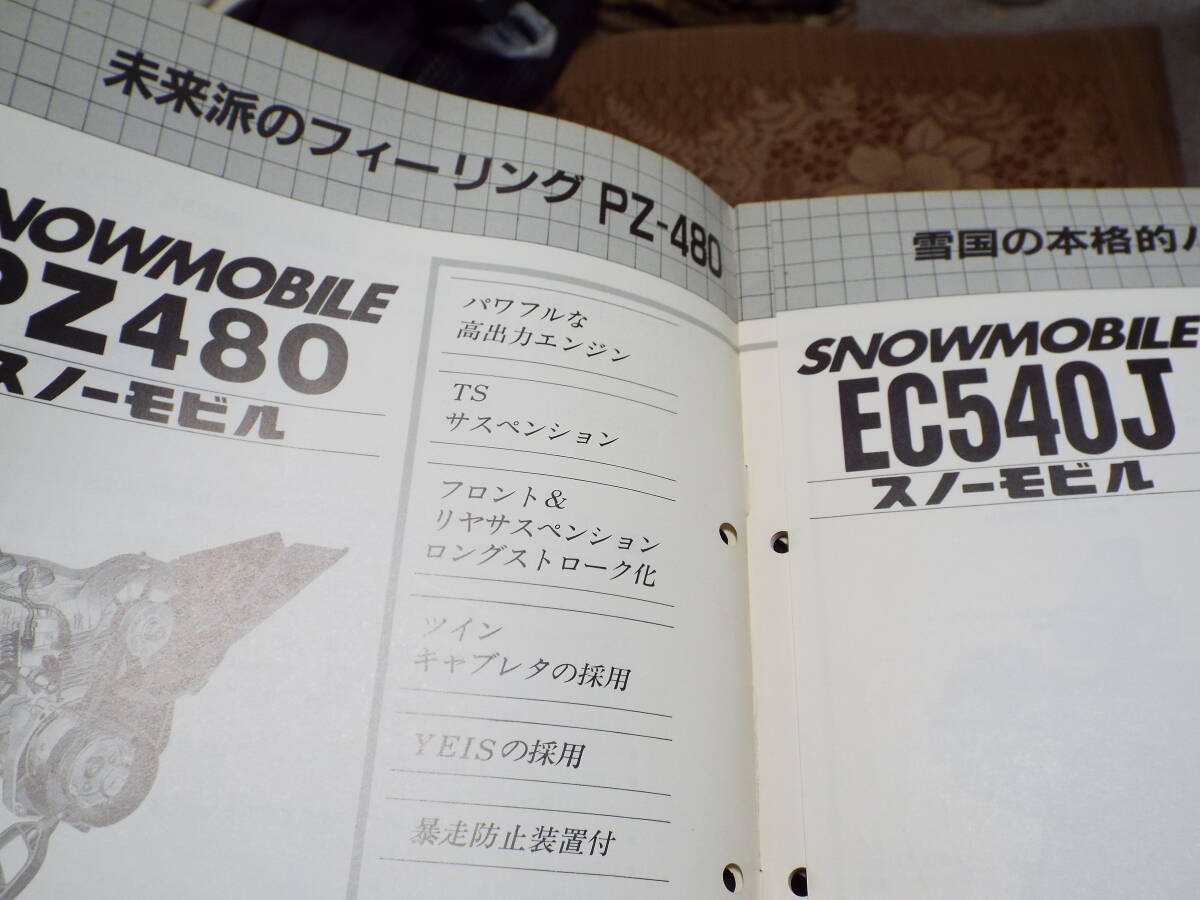 未来派のフィーリング PZ-480
SNOWMOBILE
PZ480
スノーモビル
パワフルな
高出力エンジン
TS
サスペンション
フロント&
リヤサスペンション
ロングストローク化
ツイン
キャブレタの採用
YEISの採用
暴走防止装置付
雪国の本格的
SNOWMOBILE
EC540J
スノーモビル